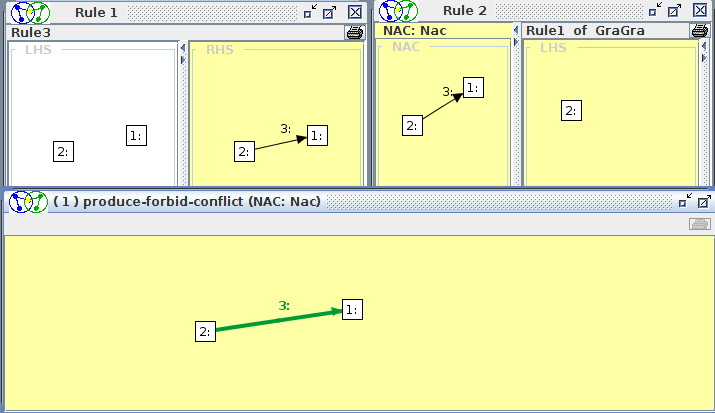 Rule 1
Rule3
LHS
1:
2:
RHS
3:
1:
2:
Rule 2
NAC: Nac
NAC
3:
1:
2:
Rule1 of GraGra
LHS
2:
( 1 ) produce-forbid-conflict (NAC: Nac)
3:
1:
2: